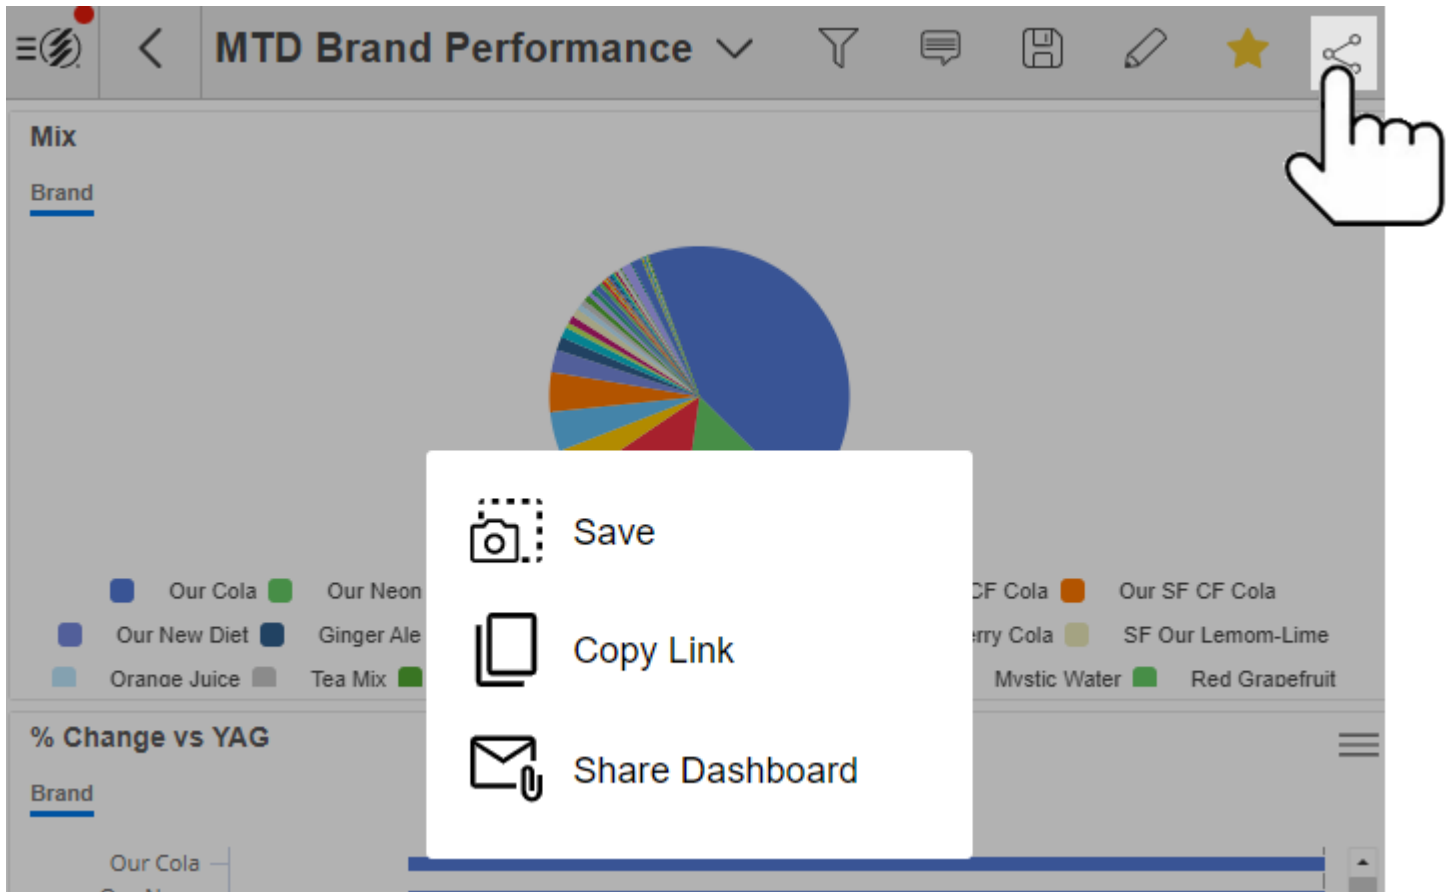 MTD Brand Performance
Mix
Brand
Save
Our Cola Our Neon CF Cola Our SF CF Cola
Our New Diet Ginger Ale Cola SF Our Lemom-Lime
Copy Link
Orange Juice Tea Mix Mystic Water Red Grapefruit
% Change vs YAG
Share Dashboard
Brand
Our Cola